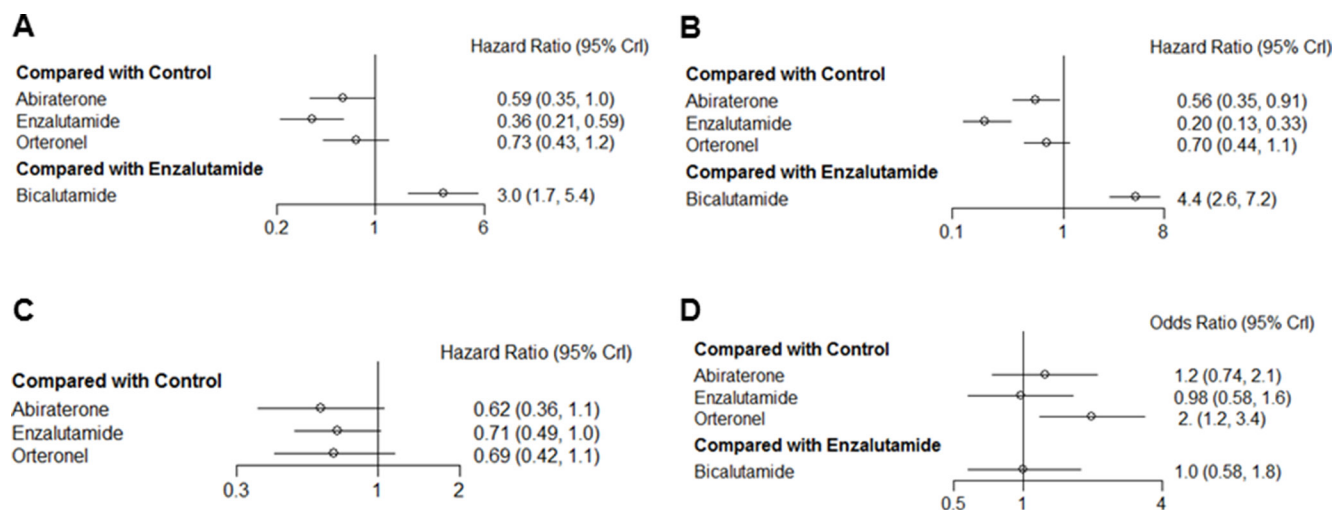 A
Hazard Ratio (95% Crl)
Compared with Control
Abiraterone 0.59 (0.35, 1.0)
Enzalutamide 0.36 (0.21, 0.59)
Orteronel 0.73 (0.43, 1.2)
Compared with Enzalutamide
Bicalutamide 3.0 (1.7, 5.4)
0.2 1 6
B
Hazard Ratio (95% Crl)
Compared with Control
Abiraterone 0.56 (0.35, 0.91)
Enzalutamide 0.20 (0.13, 0.33)
Orteronel 0.70 (0.44, 1.1)
Compared with Enzalutamide
Bicalutamide 4.4 (2.6, 7.2)
0.1 1 8
C
Hazard Ratio (95% Crl)
Compared with Control
Abiraterone 0.62 (0.36, 1.1)
Enzalutamide 0.71 (0.49, 1.0)
Orteronel 0.69 (0.42, 1.1)
0.3 1 2
D
Odds Ratio (95% Crl)
Compared with Control
Abiraterone 1.2 (0.74, 2.1)
Enzalutamide 0.98 (0.58, 1.6)
Orteronel 2. (1.2, 3.4)
Compared with Enzalutamide
Bicalutamide 1.0 (0.58, 1.8)
0.5 1 4